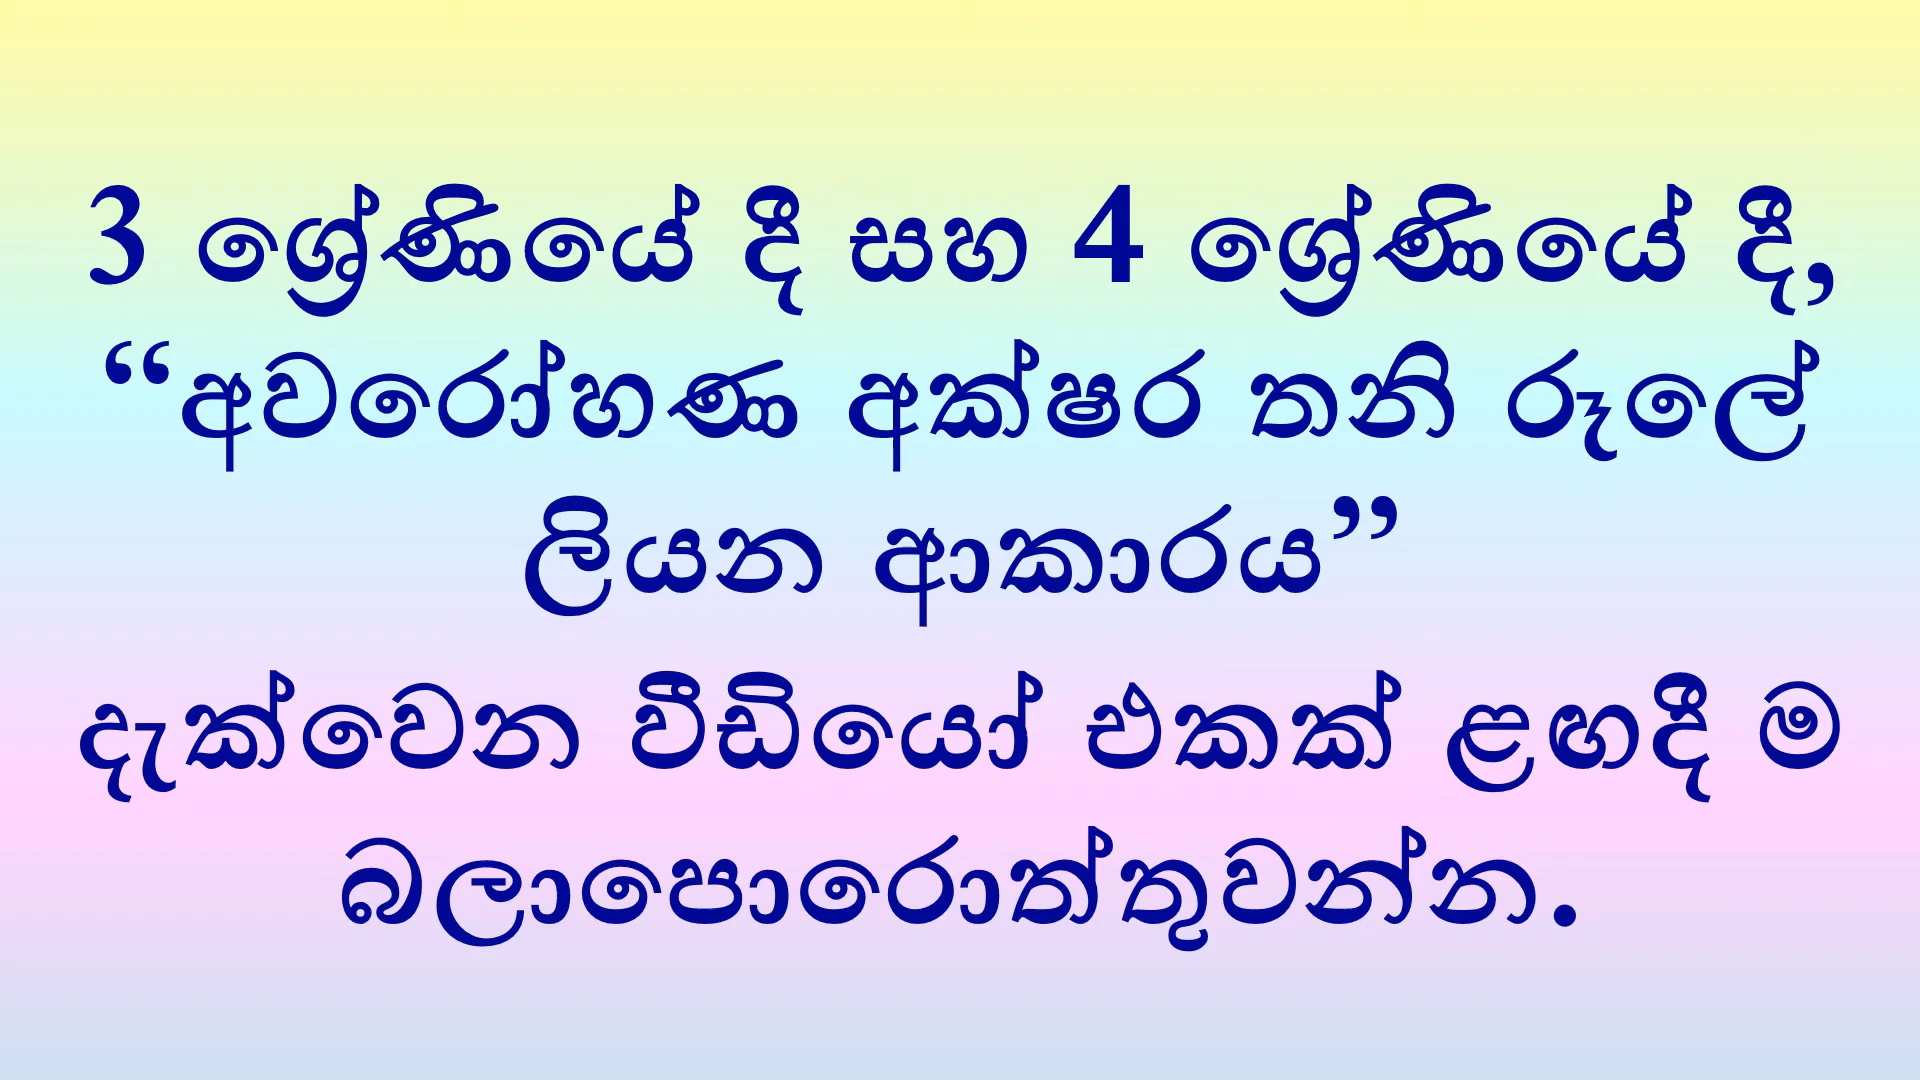 3 ශ්‍රේණියේ දී සහ 4 ශ්‍රේණියේ දී,
“අවරෝහණ අක්ෂර තනි රූලේ
ලියන ආකාරය”
දැක්වෙන වීඩියෝ එකක් ළඟදී ම
බලාපොරොත්තුවන්න.